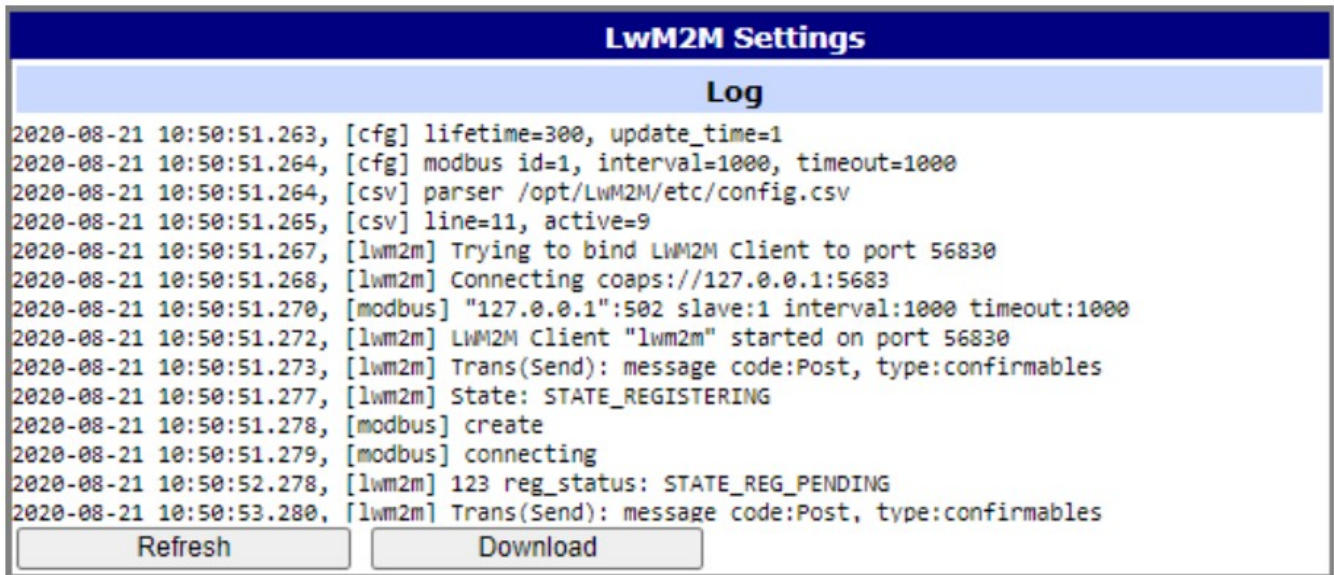 LwM2M Settings
Log
2020-08-21 10:50:51.263, [cfg] lifetime=300, update_time=1
2020-08-21 10:50:51.264, [cfg] modbus id=1, interval=1000, timeout=1000
2020-08-21 10:50:51.264, [csv] parser /opt/LwM2M/etc/config.csv
2020-08-21 10:50:51.265, [csv] line=11, active=9
2020-08-21 10:50:51.267, [lwm2m] Trying to bind LWM2M Client to port 56830
2020-08-21 10:50:51.268, [lwm2m] Connecting coaps://127.0.0.1:5683
2020-08-21 10:50:51.270, [modbus] "127.0.0.1":502 slave:1 interval:1000 timeout:1000
2020-08-21 10:50:51.272, [lwm2m] LWM2M Client "lwm2m" started on port 56830
2020-08-21 10:50:51.273, [lwm2m] Trans(Send): message code:Post, type:confirmables
2020-08-21 10:50:51.277, [lwm2m] State: STATE_REGISTERING
2020-08-21 10:50:51.278, [modbus] create
2020-08-21 10:50:51.279, [modbus] connecting
2020-08-21 10:50:52.278, [lwm2m] 123 reg_status: STATE_REG_PENDING
2020-08-21 10:50:53.280, [lwm2m] Trans(Send): message code:Post, type:confirmables
Refresh Download